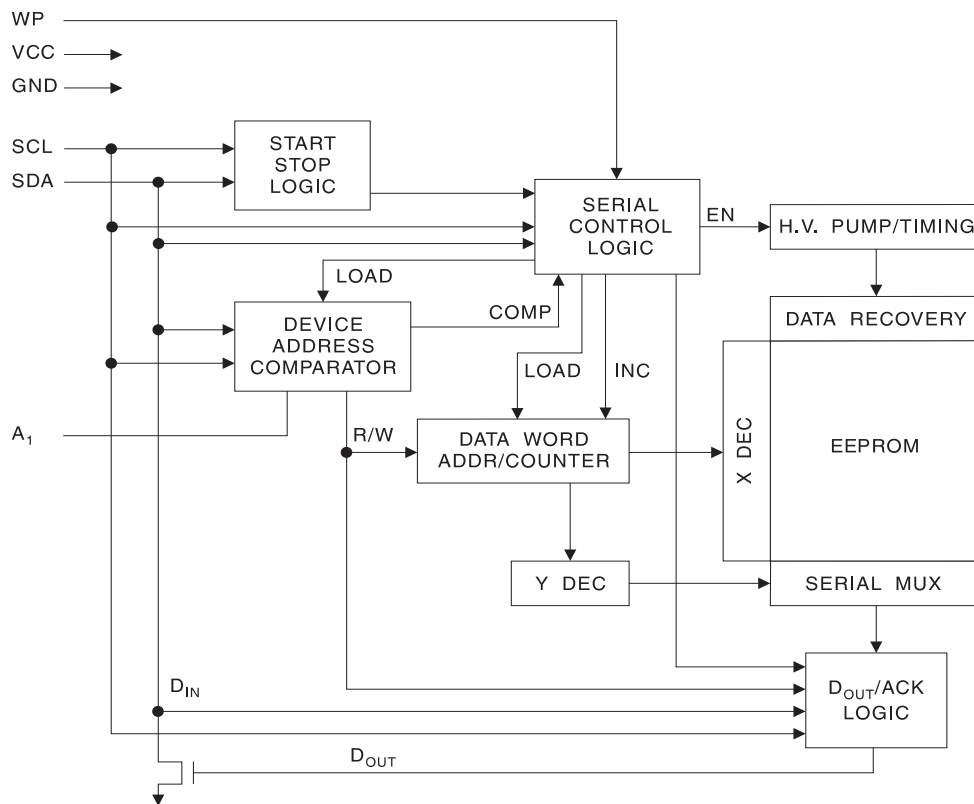 WP
VCC
GND
SCL
SDA
START
STOP
LOGIC
SERIAL
CONTROL
LOGIC
EN
H.V. PUMP/TIMING
LOAD
COMP
DATA RECOVERY
DEVICE
ADDRESS
COMPARATOR
LOAD
INC
A1
R/W
DATA WORD
ADDR/COUNTER
X DEC
EEPROM
Y DEC
SERIAL MUX
DIN
DOUT/ACK
LOGIC
DOUT